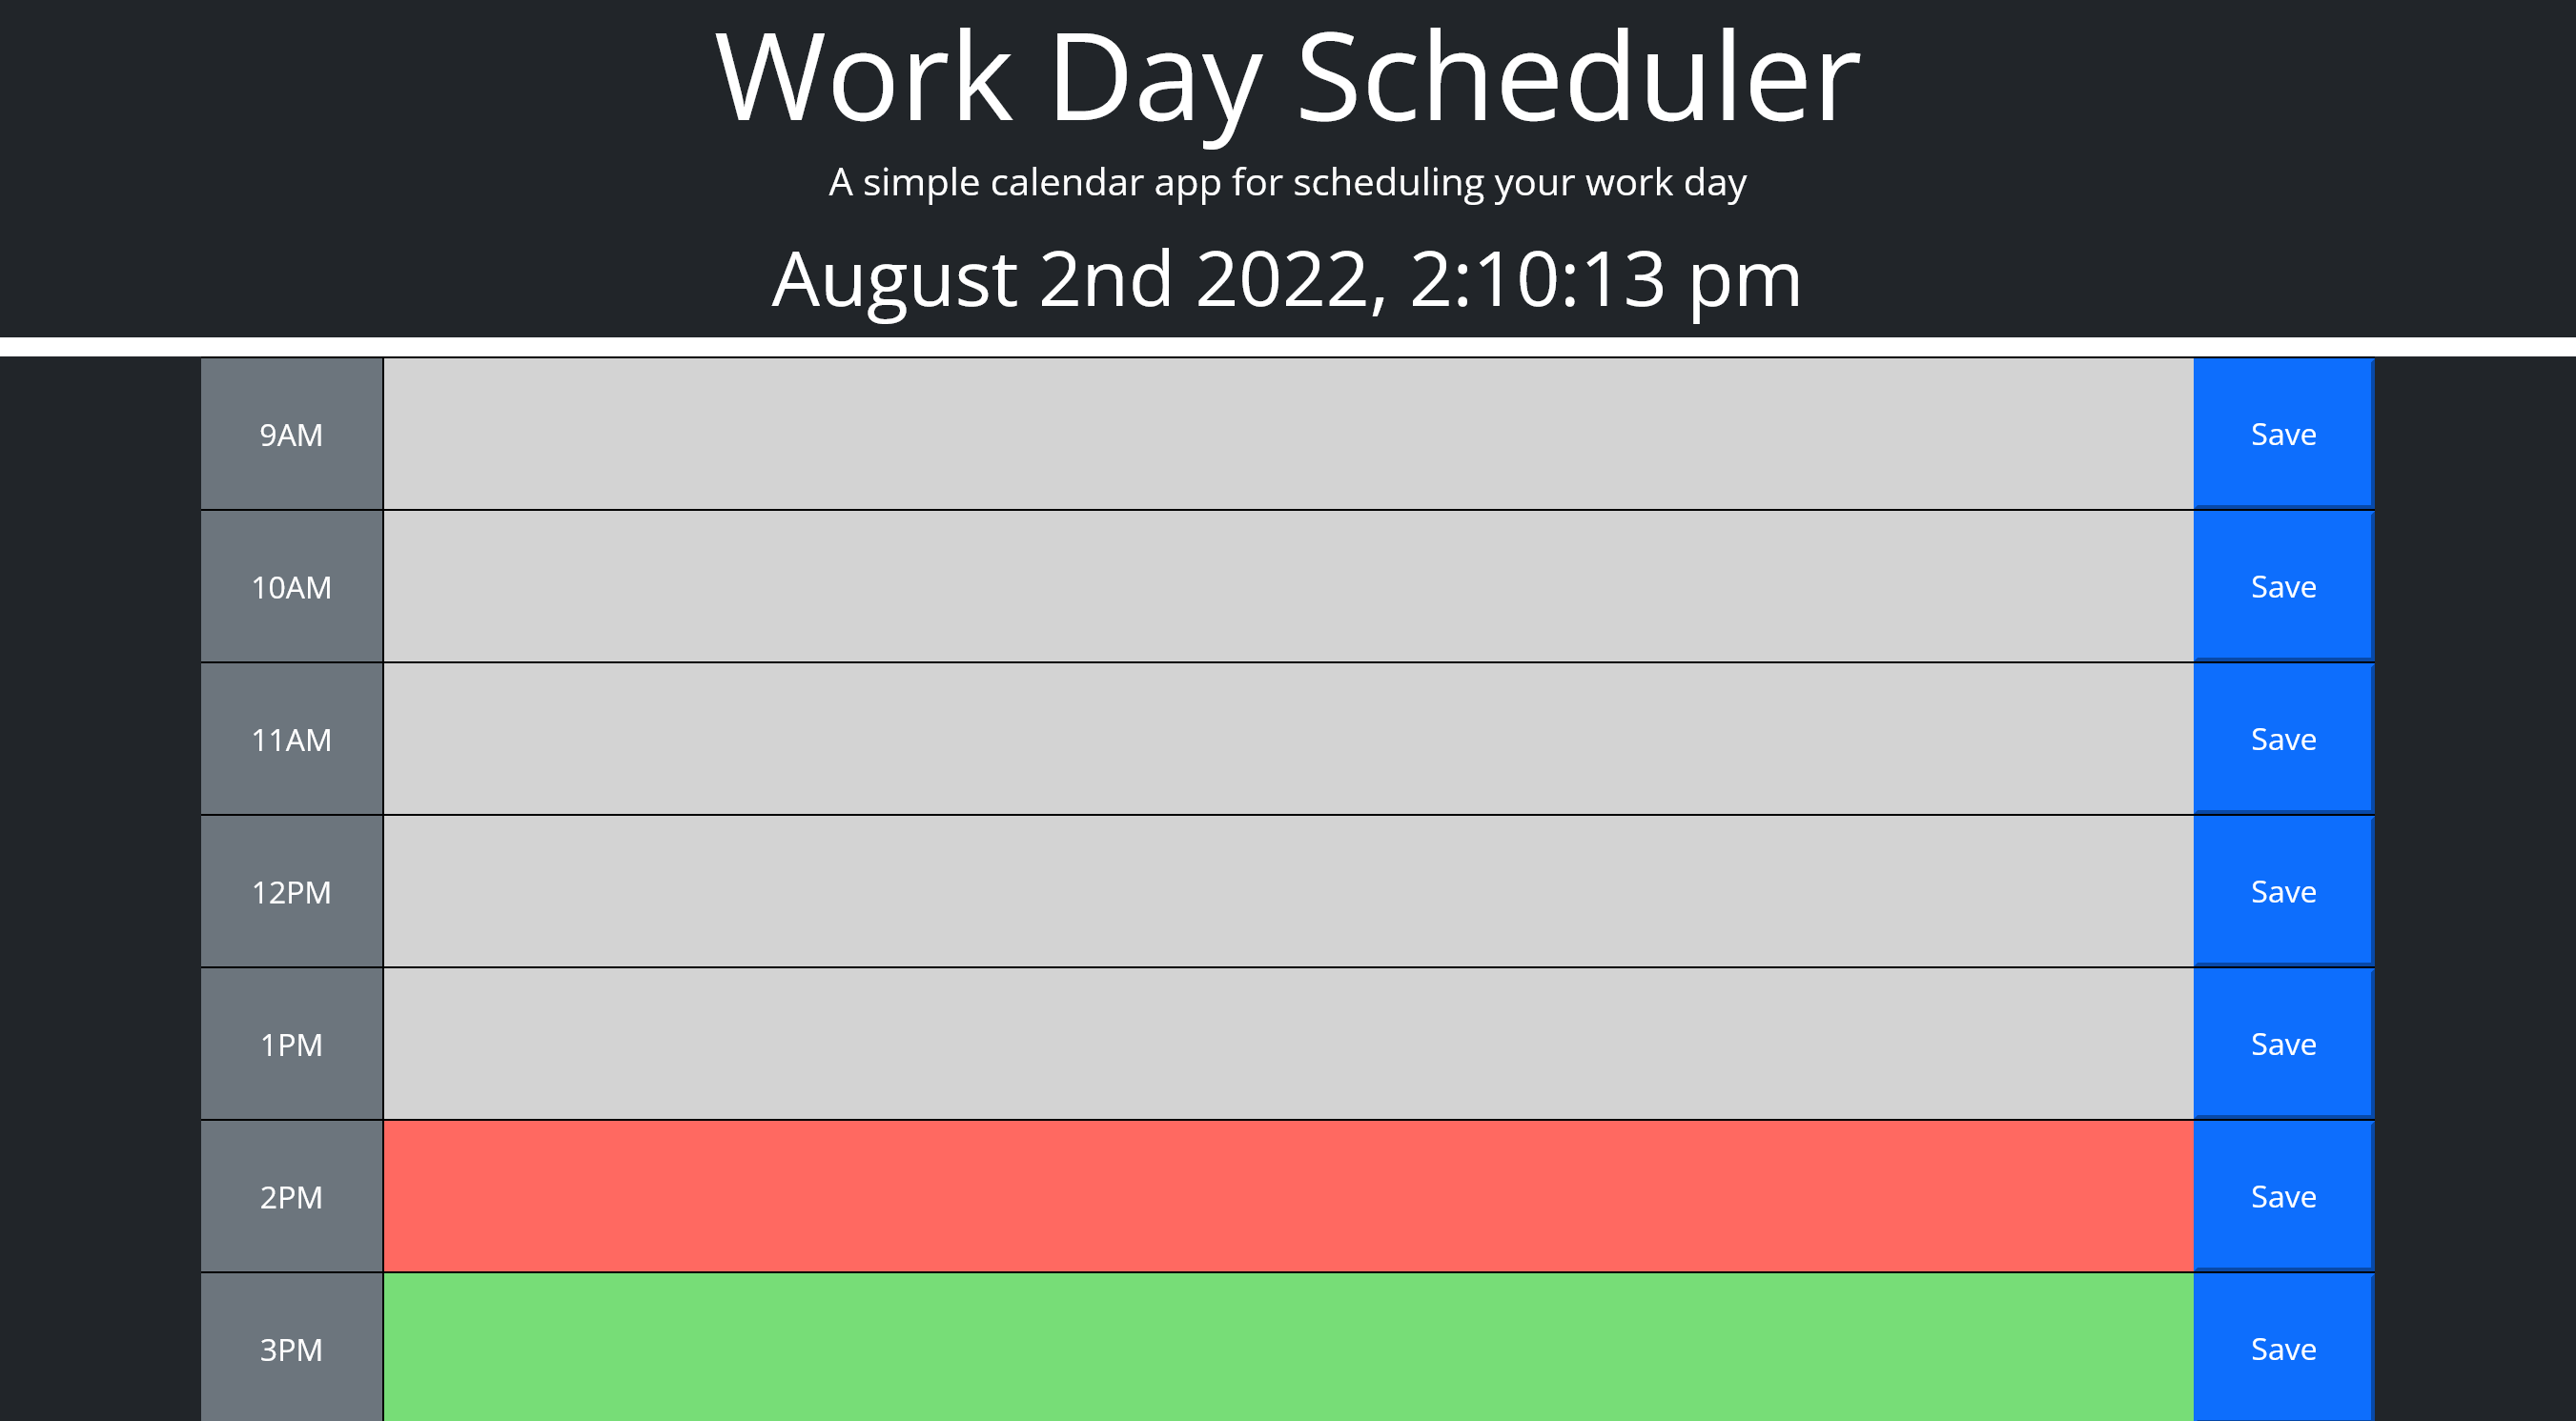 Work Day Scheduler
A simple calendar app for scheduling your work day
August 2nd 2022, 2:10:13 pm
9AM Save
10AM Save
11AM Save
12PM Save
1PM Save
2PM Save
3PM Save